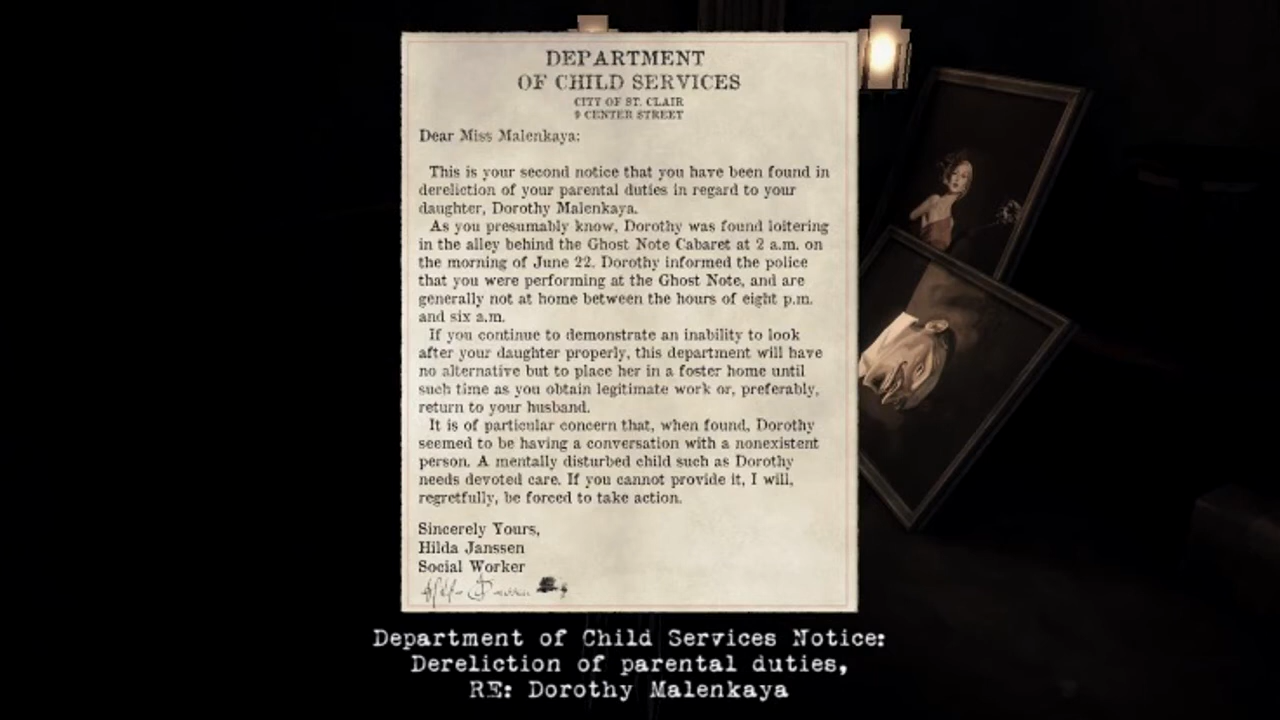 DEPARTMENT
OF CHILD SERVICES
CITY OF ST. CLAIR
9 CENTER STREET
Dear Miss Malenkaya:
This is your second notice that you have been found in
dereliction of your parental duties in regard to your
daughter, Dorothy Malenkaya.
As you presumably know, Dorothy was found loitering
in the alley behind the Ghost Note Cabaret at 2 a.m. on
the morning of June 22. Dorothy informed the police
that you were performing at the Ghost Note, and are
generally not at home between the hours of eight p.m.
and six a.m.
If you continue to demonstrate an inability to look
after your daughter properly, this department will have
no alternative but to place her in a foster home until
such time as you obtain legitimate work or, preferably,
return to your husband.
It is of particular concern that, when found, Dorothy
seemed to be having a conversation with a nonexistent
person. A mentally disturbed child such as Dorothy
needs devoted care. If you cannot provide it, I will,
regretfully, be forced to take action.
Sincerely Yours,
Hilda Janssen
Social Worker
Department of Child Services Notice:
Dereliction of parental duties,
RE: Dorothy Malenkaya